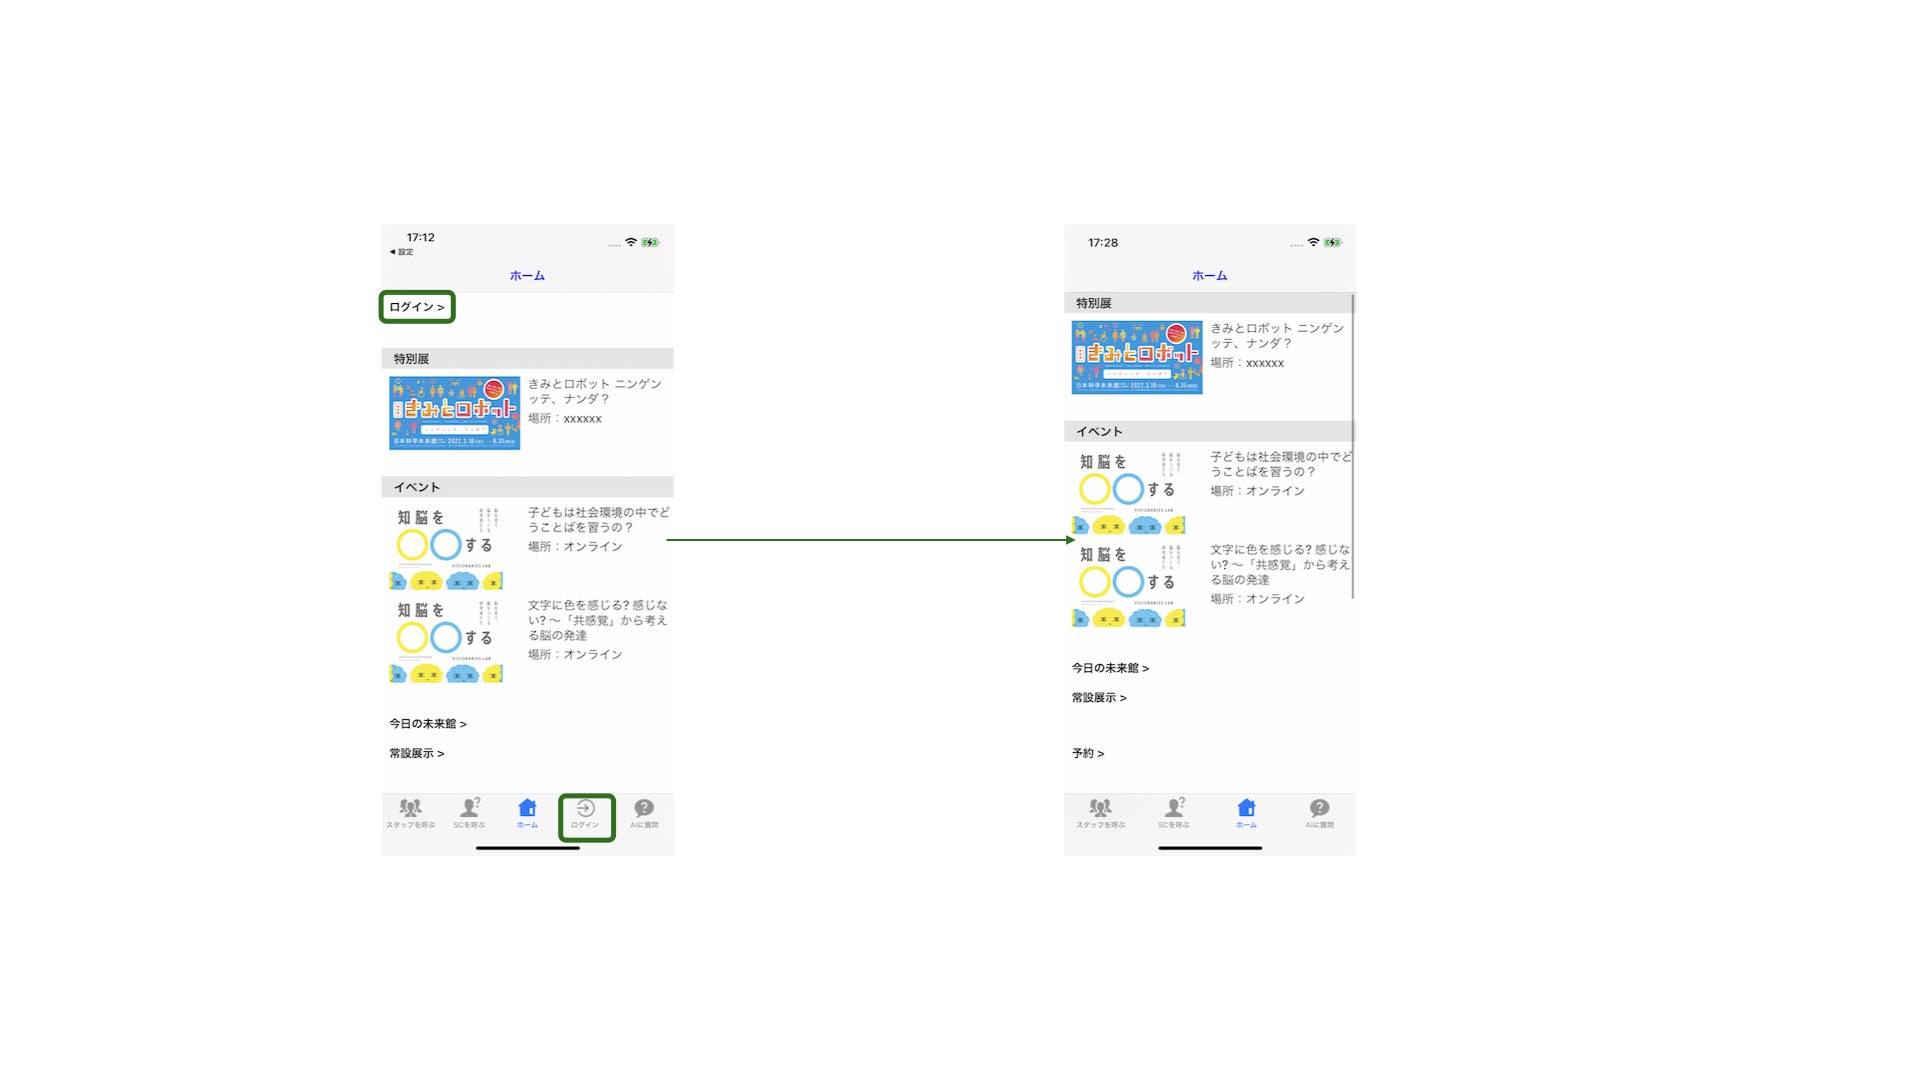 17:12
◀ 設定
ホーム
ログイン >
特別展
きみとロボット
日本科学未来館 2022.3.18 8.31
きみとロボット ニンゲン
ッテ、ナンダ？
場所：xxxxxx
イベント
知脳を
〇〇する
VISIONARIES LAB
子どもは社会環境の中でど
うことばを習うの？
場所：オンライン
知脳を
〇〇する
VISIONARIES LAB
文字に色を感じる? 感じな
い? 〜「共感覚」から考え
る脳の発達
場所：オンライン
今日の未来館 >
常設展示 >
スタッフを呼ぶ
SCを呼ぶ
ホーム
ログイン
AIに質問
17:28
ホーム
特別展
きみとロボット
日本科学未来館 2022.3.18 8.31
きみとロボット ニンゲン
ッテ、ナンダ？
場所：xxxxxx
イベント
知脳を
〇〇する
VISIONARIES LAB
子どもは社会環境の中でど
うことばを習うの？
場所：オンライン
知脳を
〇〇する
VISIONARIES LAB
文字に色を感じる? 感じな
い? 〜「共感覚」から考え
る脳の発達
場所：オンライン
今日の未来館 >
常設展示 >
予約 >
スタッフを呼ぶ
SCを呼ぶ
ホーム
AIに質問